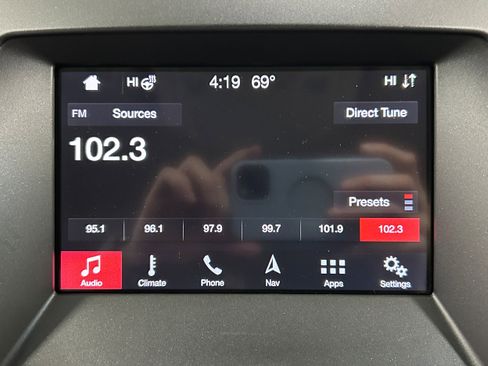 HI 4:19 69° HI
FM Sources Direct Tune
102.3
Presets
95.1 96.1 97.9 99.7 101.9 102.3
Audio Climate Phone Nav Apps Settings